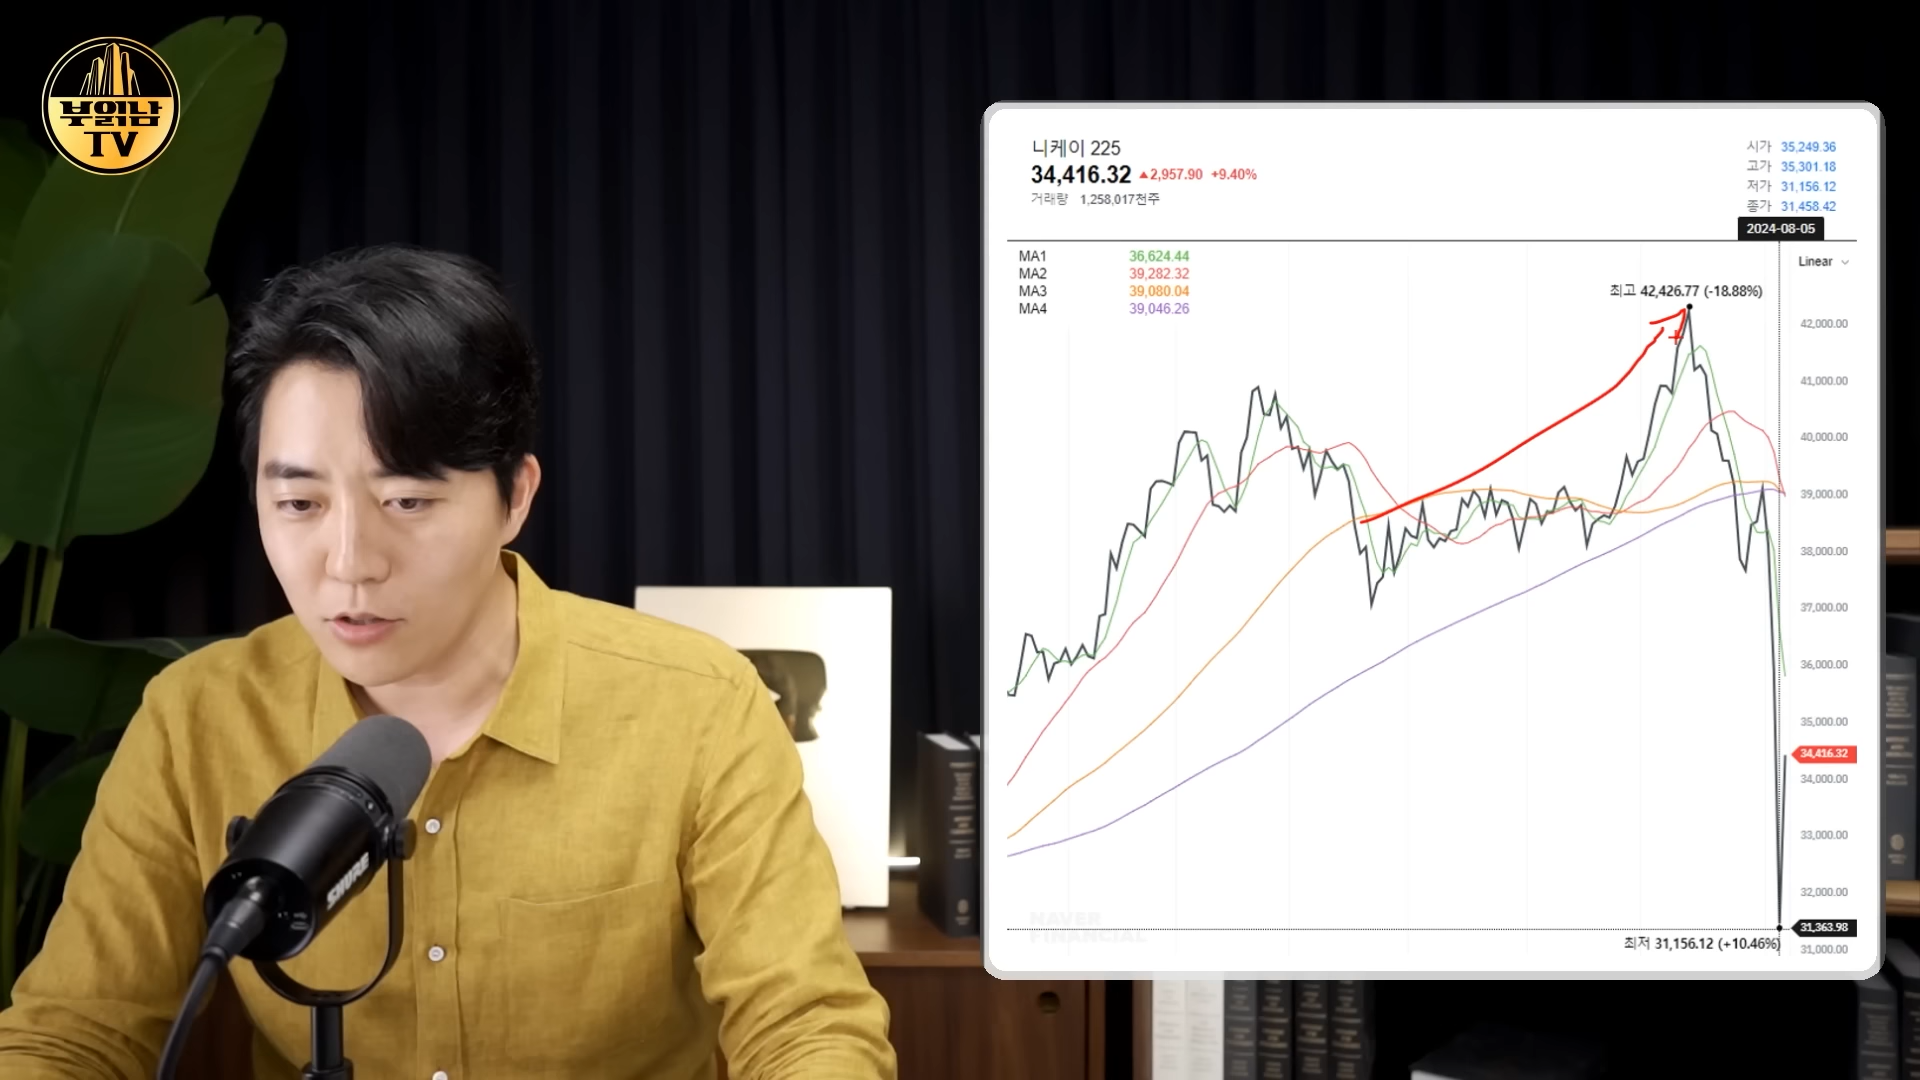 부읽남
TV
니케이 225
34,416.32 ▲2,957.90 +9.40%
거래량 1,258,017천주
시가 35,249.36
고가 35,301.18
저가 31,156.12
종가 31,458.42
2024-08-05
MA1 36,624.44
MA2 39,282.32
MA3 39,080.04
MA4 39,046.26
Linear
최고 42,426.77 (-18.88%)
42,000.00
41,000.00
40,000.00
39,000.00
38,000.00
37,000.00
36,000.00
35,000.00
34,416.32
34,000.00
33,000.00
32,000.00
31,363.98
31,000.00
최저 31,156.12 (+10.46%)
NAVER
FINANCIAL
SHURE